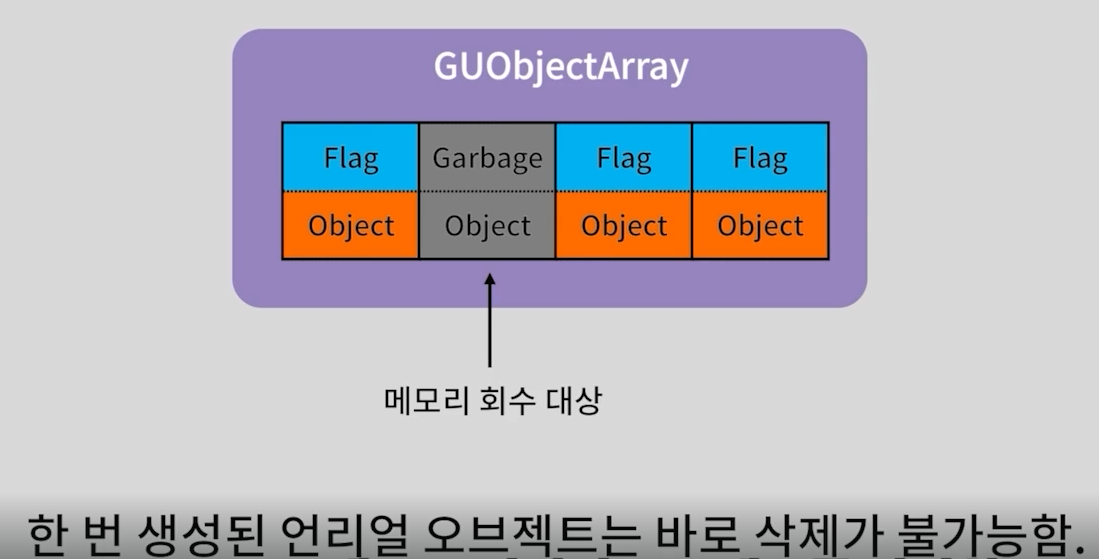 GUObjectArray
Flag Garbage Flag Flag
Object Object Object Object
메모리 회수 대상
한 번 생성된 언리얼 오브젝트는 바로 삭제가 불가능함.